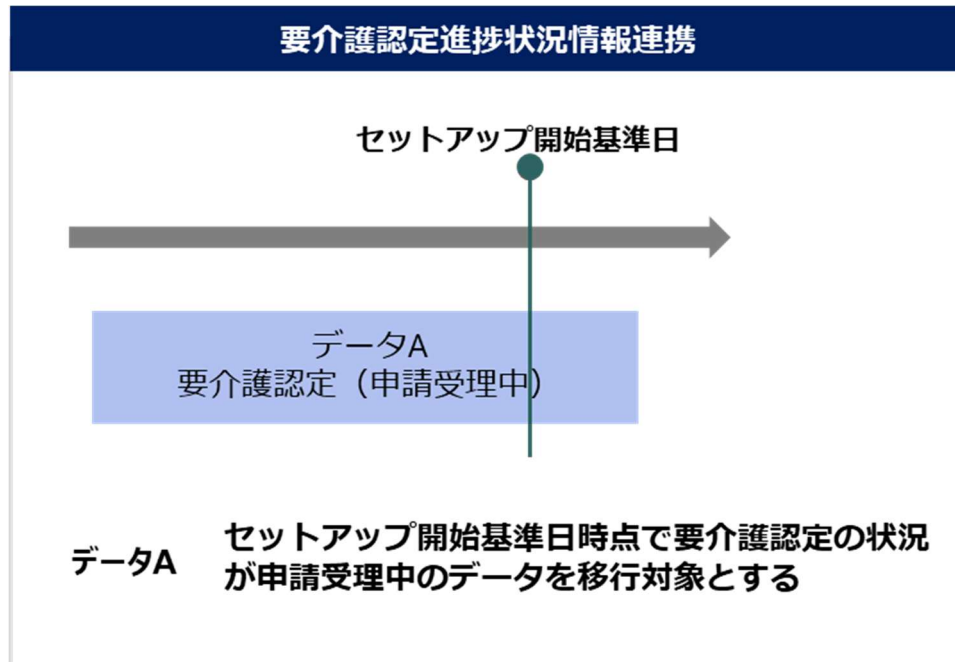 要介護認定進捗状況情報連携
セットアップ開始基準日
データA
要介護認定（申請受理中）
データA
セットアップ開始基準日時点で要介護認定の状況
が申請受理中のデータを移行対象とする